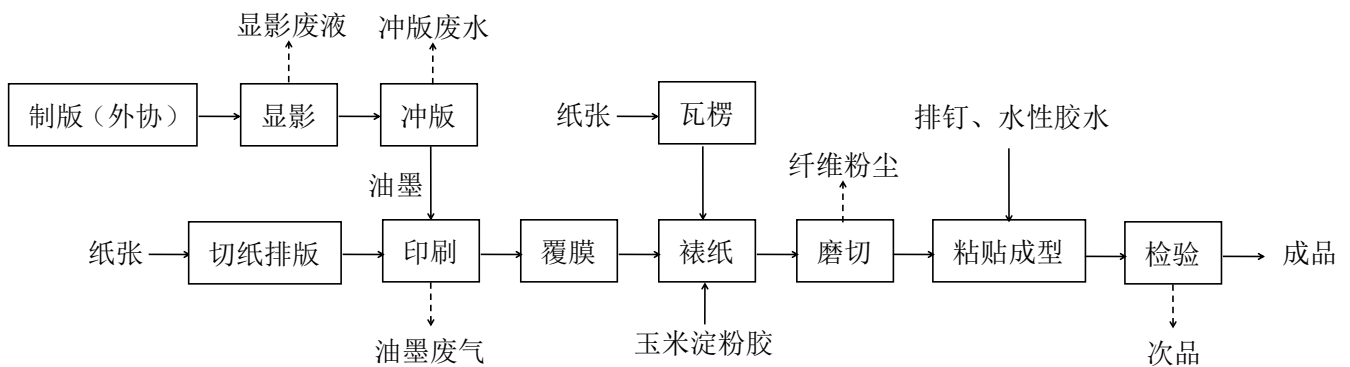 显影废液
冲版废水
制版（外协）
显影
冲版
纸张
瓦楞
排钉、水性胶水
油墨
纤维粉尘
纸张
切纸排版
印刷
覆膜
裱纸
磨切
粘贴成型
检验
成品
油墨废气
玉米淀粉胶
次品